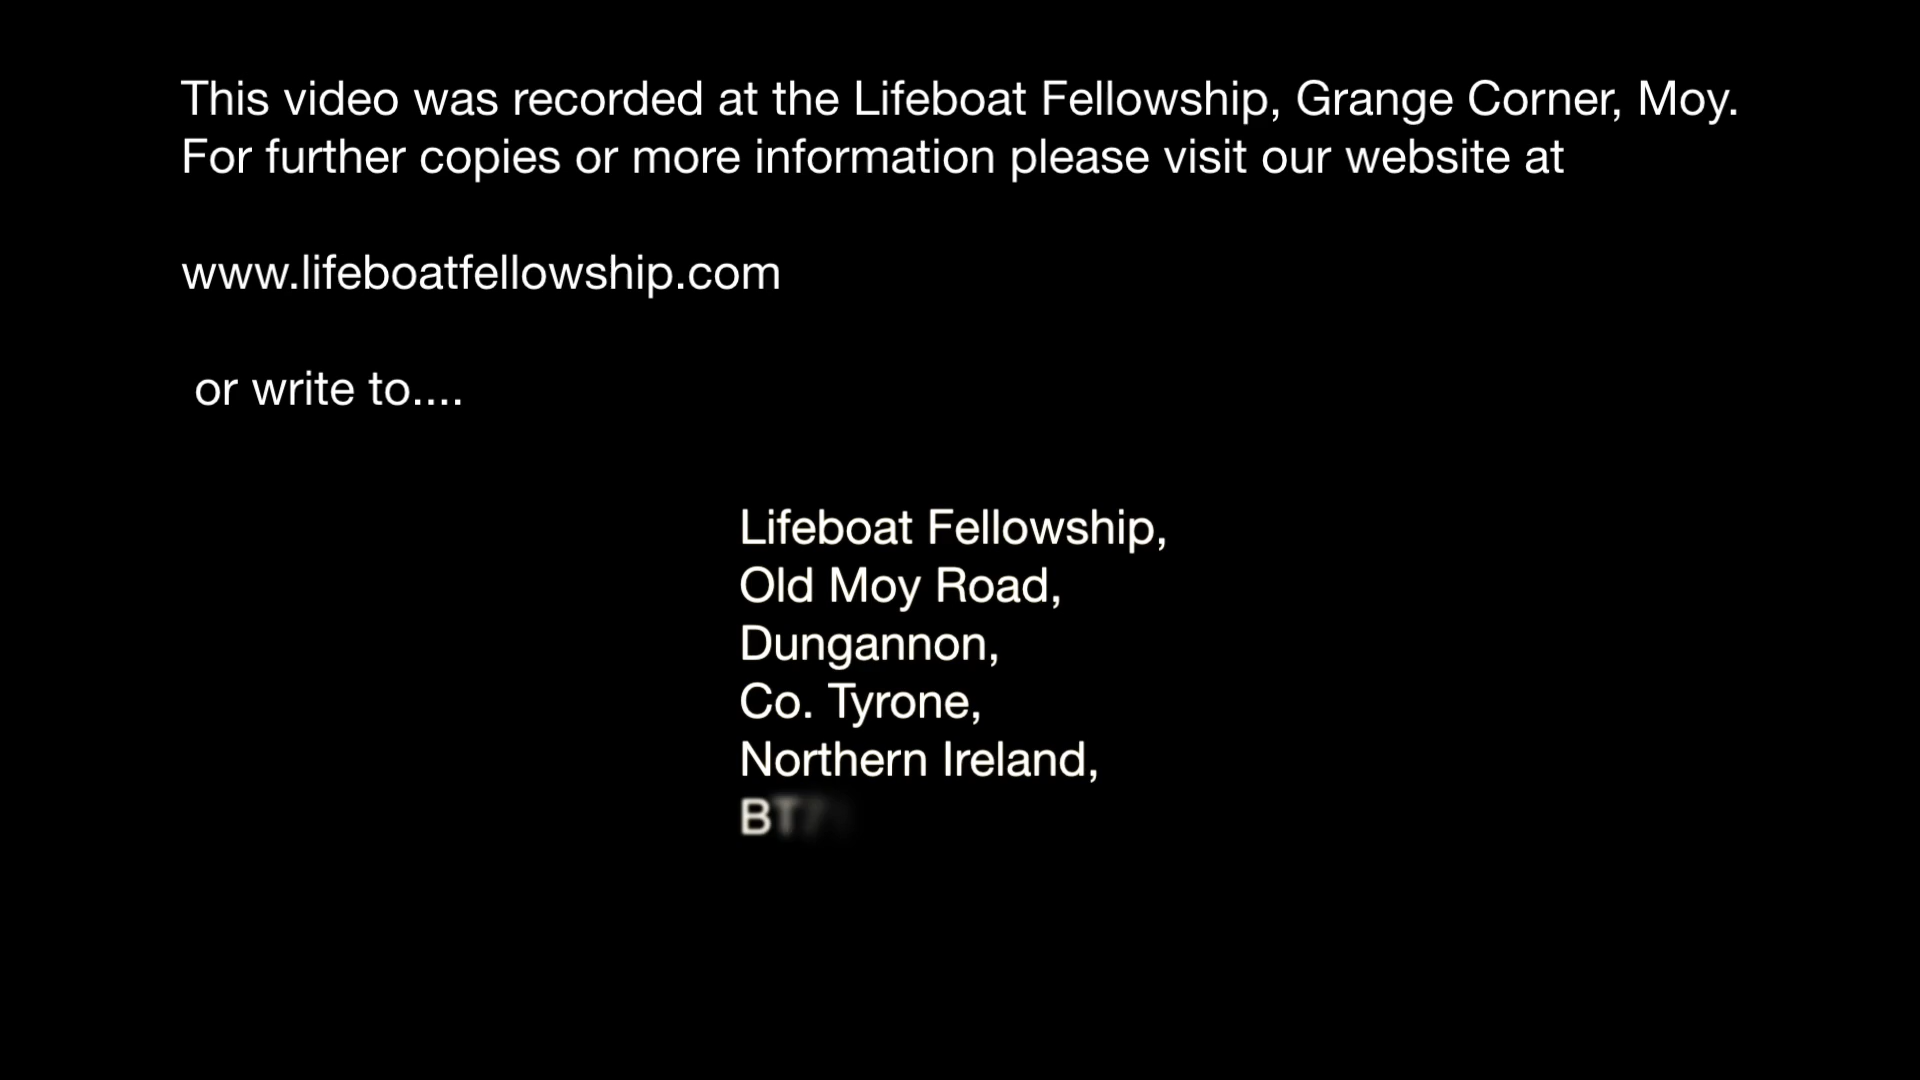 This video was recorded at the Lifeboat Fellowship, Grange Corner, Moy.
For further copies or more information please visit our website at
www.lifeboatfellowship.com
or write to....
Lifeboat Fellowship,
Old Moy Road,
Dungannon,
Co. Tyrone,
Northern Ireland,